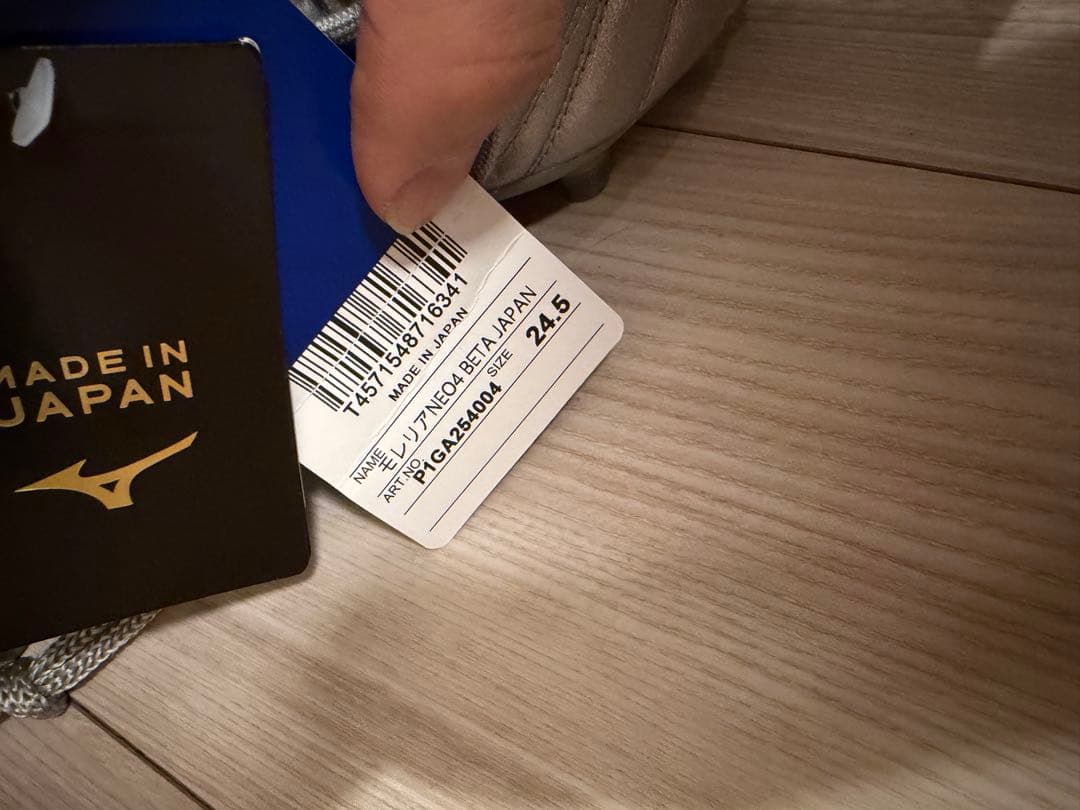 MADE IN
JAPAN
T4571548716341
MADE IN JAPAN
NAME モレリアNEO4 BETA JAPAN
ART.NO. P1GA254004 SIZE 24.5